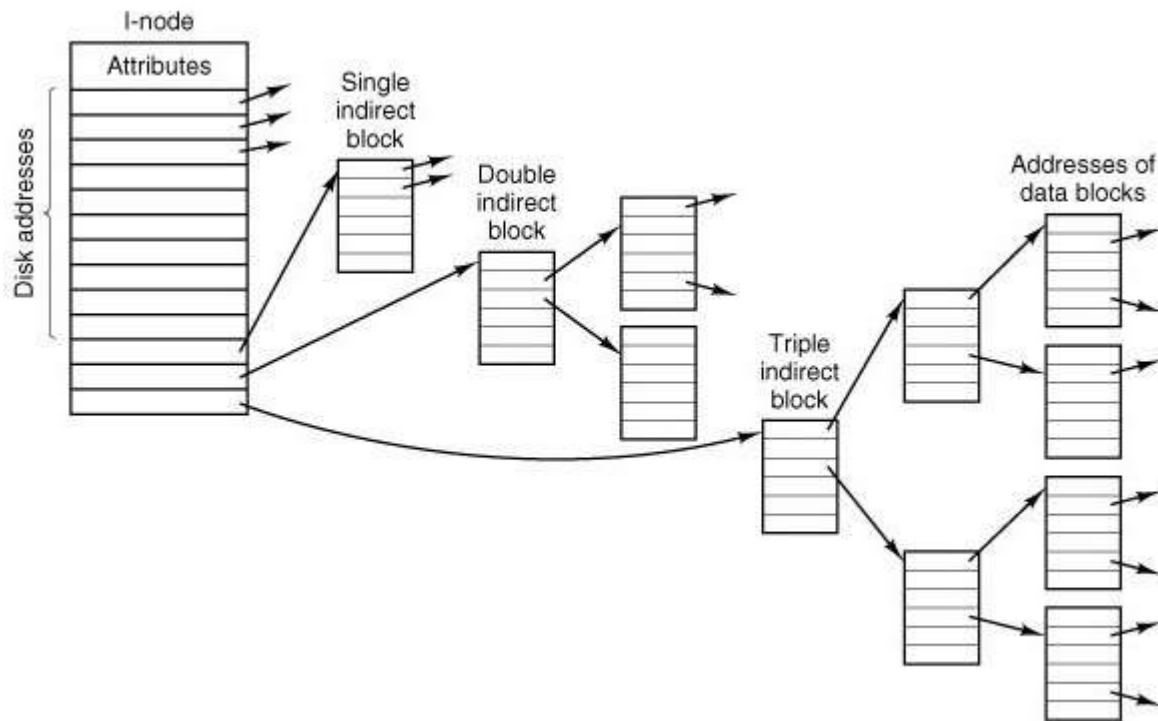 I-node
Attributes
Disk addresses
Single
indirect
block
Double
indirect
block
Triple
indirect
block
Addresses of
data blocks